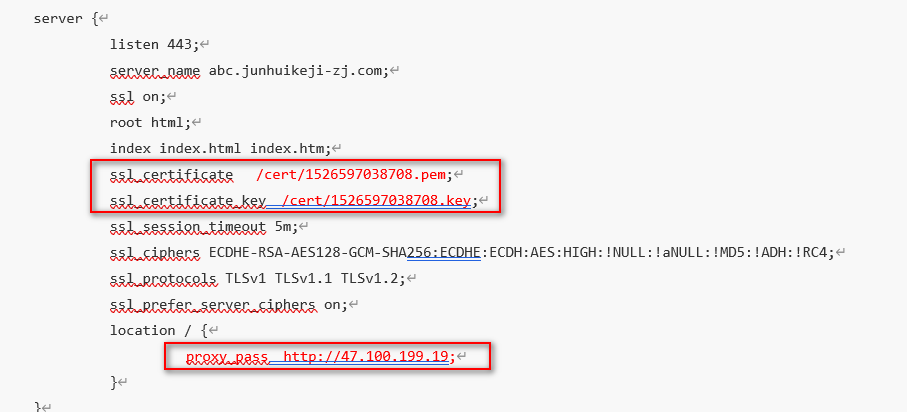 server {
listen 443;
server_name abc.junhuikeji-zj.com;
ssl on;
root html;
index index.html index.htm;
ssl_certificate /cert/1526597038708.pem;
ssl_certificate_key /cert/1526597038708.key;
ssl_session_timeout 5m;
ssl_ciphers ECDHE-RSA-AES128-GCM-SHA256:ECDHE:ECDH:AES:HIGH:!NULL:!aNULL:!MD5:!ADH:!RC4;
ssl_protocols TLSv1 TLSv1.1 TLSv1.2;
ssl_prefer_server_ciphers on;
location / {
proxy_pass http://47.100.199.19;
}
}